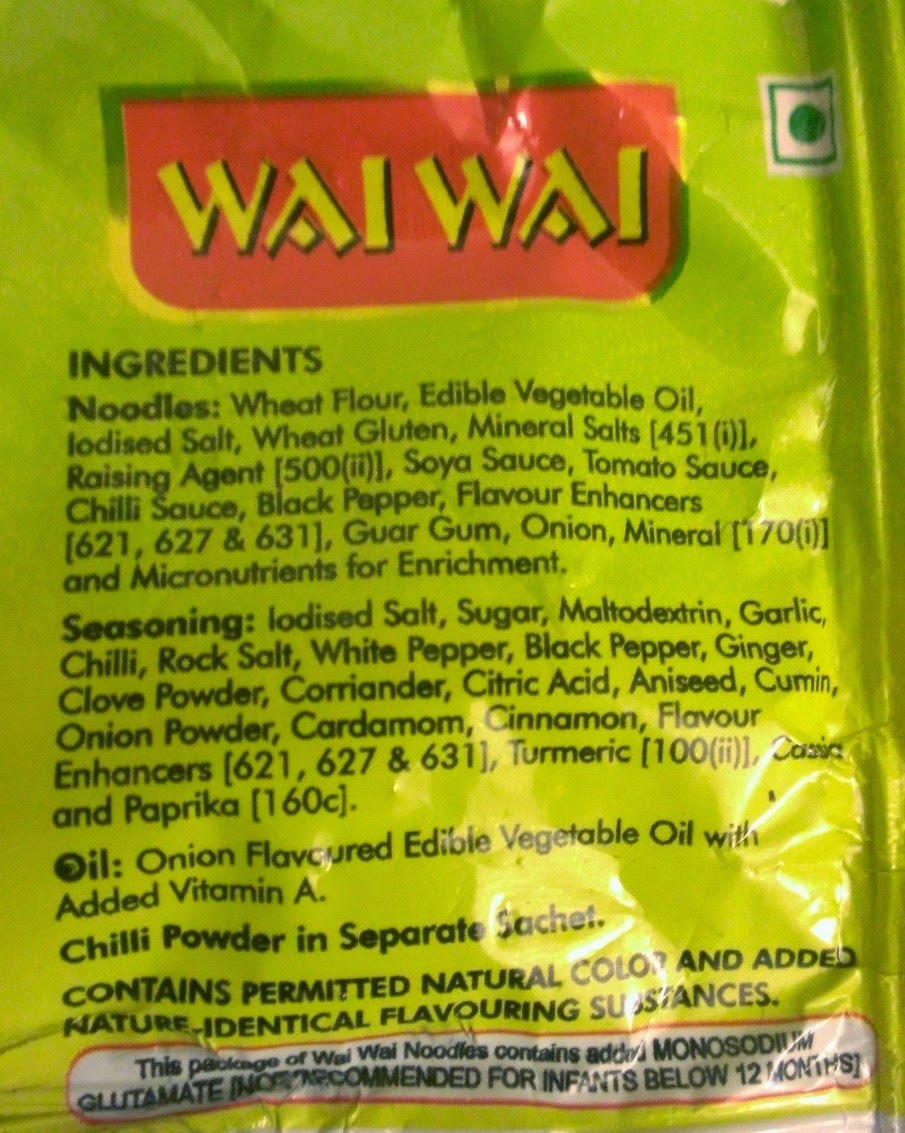 WAI WAI
INGREDIENTS
Noodles: Wheat Flour, Edible Vegetable Oil,
Iodised Salt, Wheat Gluten, Mineral Salts [451(i)],
Raising Agent [500(ii)], Soya Sauce, Tomato Sauce,
Chilli Sauce, Black Pepper, Flavour Enhancers
[621, 627 & 631], Guar Gum, Onion, Mineral [170(i)]
and Micronutrients for Enrichment.
Seasoning: Iodised Salt, Sugar, Maltodextrin, Garlic,
Chilli, Rock Salt, White Pepper, Black Pepper, Ginger,
Clove Powder, Corriander, Citric Acid, Aniseed, Cumin,
Onion Powder, Cardamom, Cinnamon, Flavour
Enhancers [621, 627 & 631], Turmeric [100(ii)], Cassia
and Paprika [160c].
Oil: Onion Flavoured Edible Vegetable Oil with
Added Vitamin A.
Chilli Powder in Separate Sachet.
CONTAINS PERMITTED NATURAL COLOR AND ADDED
NATURE-IDENTICAL FLAVOURING SUBSTANCES.
This package of Wai Wai Noodles contains added MONOSODIUM
GLUTAMATE [NOT RECOMMENDED FOR INFANTS BELOW 12 MONTHS]